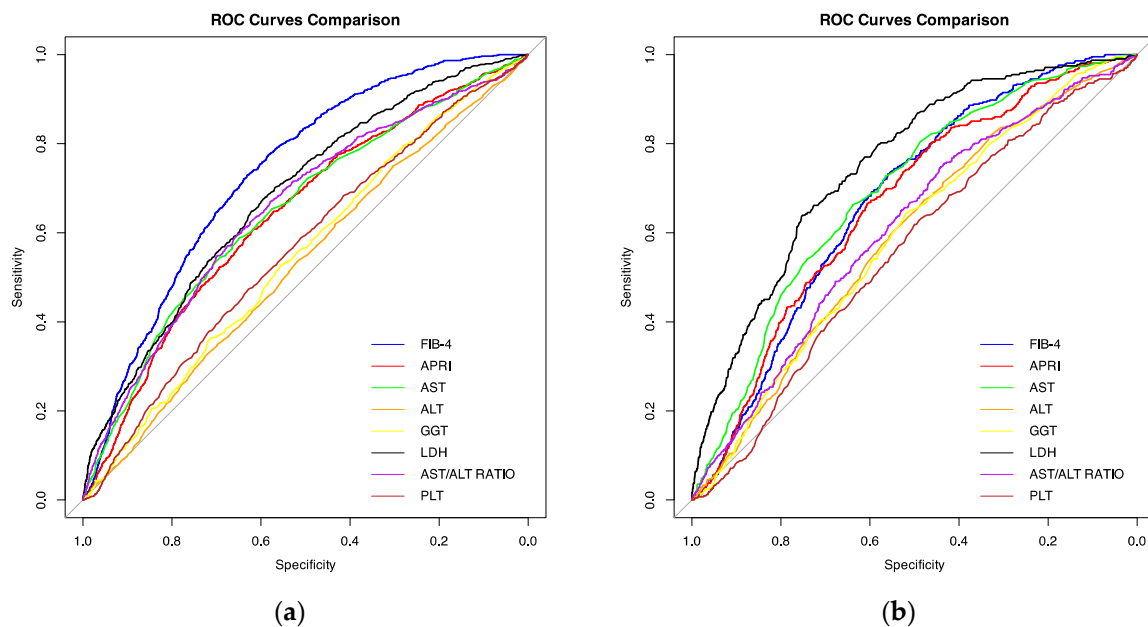 ROC Curves Comparison
Sensitivity
1.0
0.8
0.6
0.4
0.2
0.0
FIB-4
APRI
AST
ALT
GGT
LDH
AST/ALT RATIO
PLT
1.0 0.8 0.6 0.4 0.2 0.0
Specificity
(a)
ROC Curves Comparison
Sensitivity
1.0
0.8
0.6
0.4
0.2
0.0
FIB-4
APRI
AST
ALT
GGT
LDH
AST/ALT RATIO
PLT
1.0 0.8 0.6 0.4 0.2 0.0
Specificity
(b)